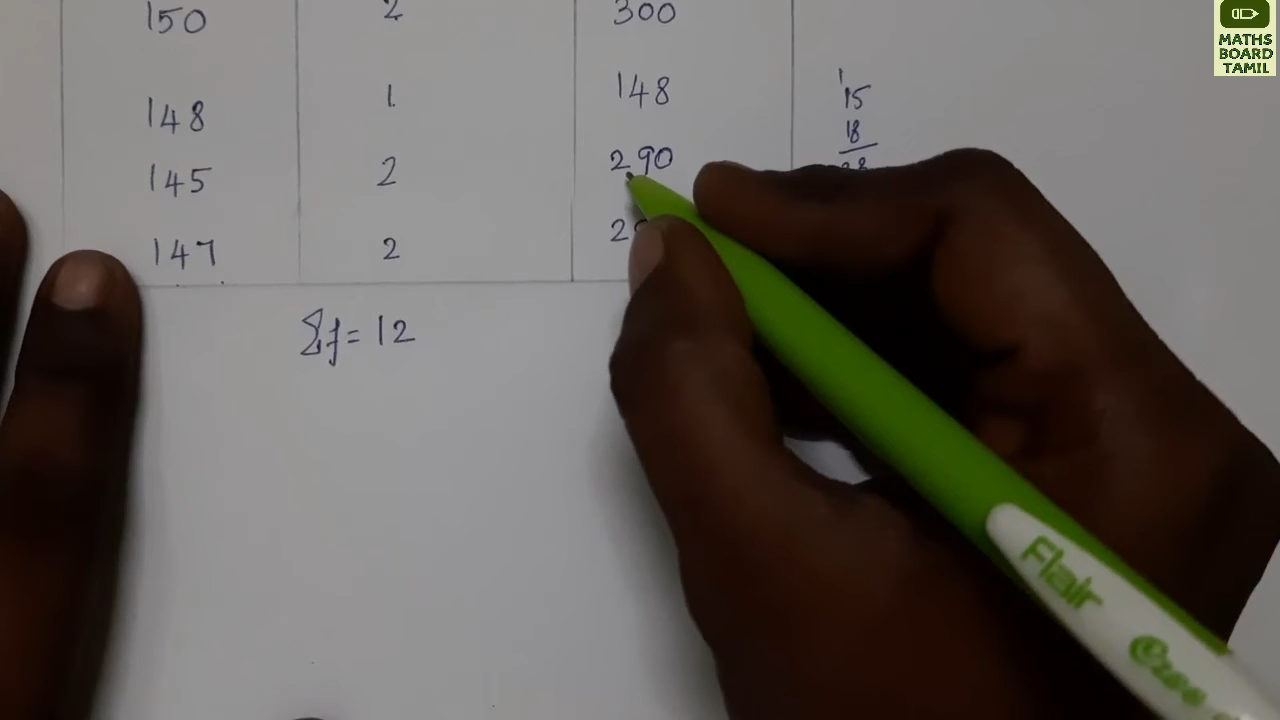 150 2 300
148 1 148
145 2 290
147 2
Σf = 12
1
15
18
Flair
MATHS
BOARD
TAMIL